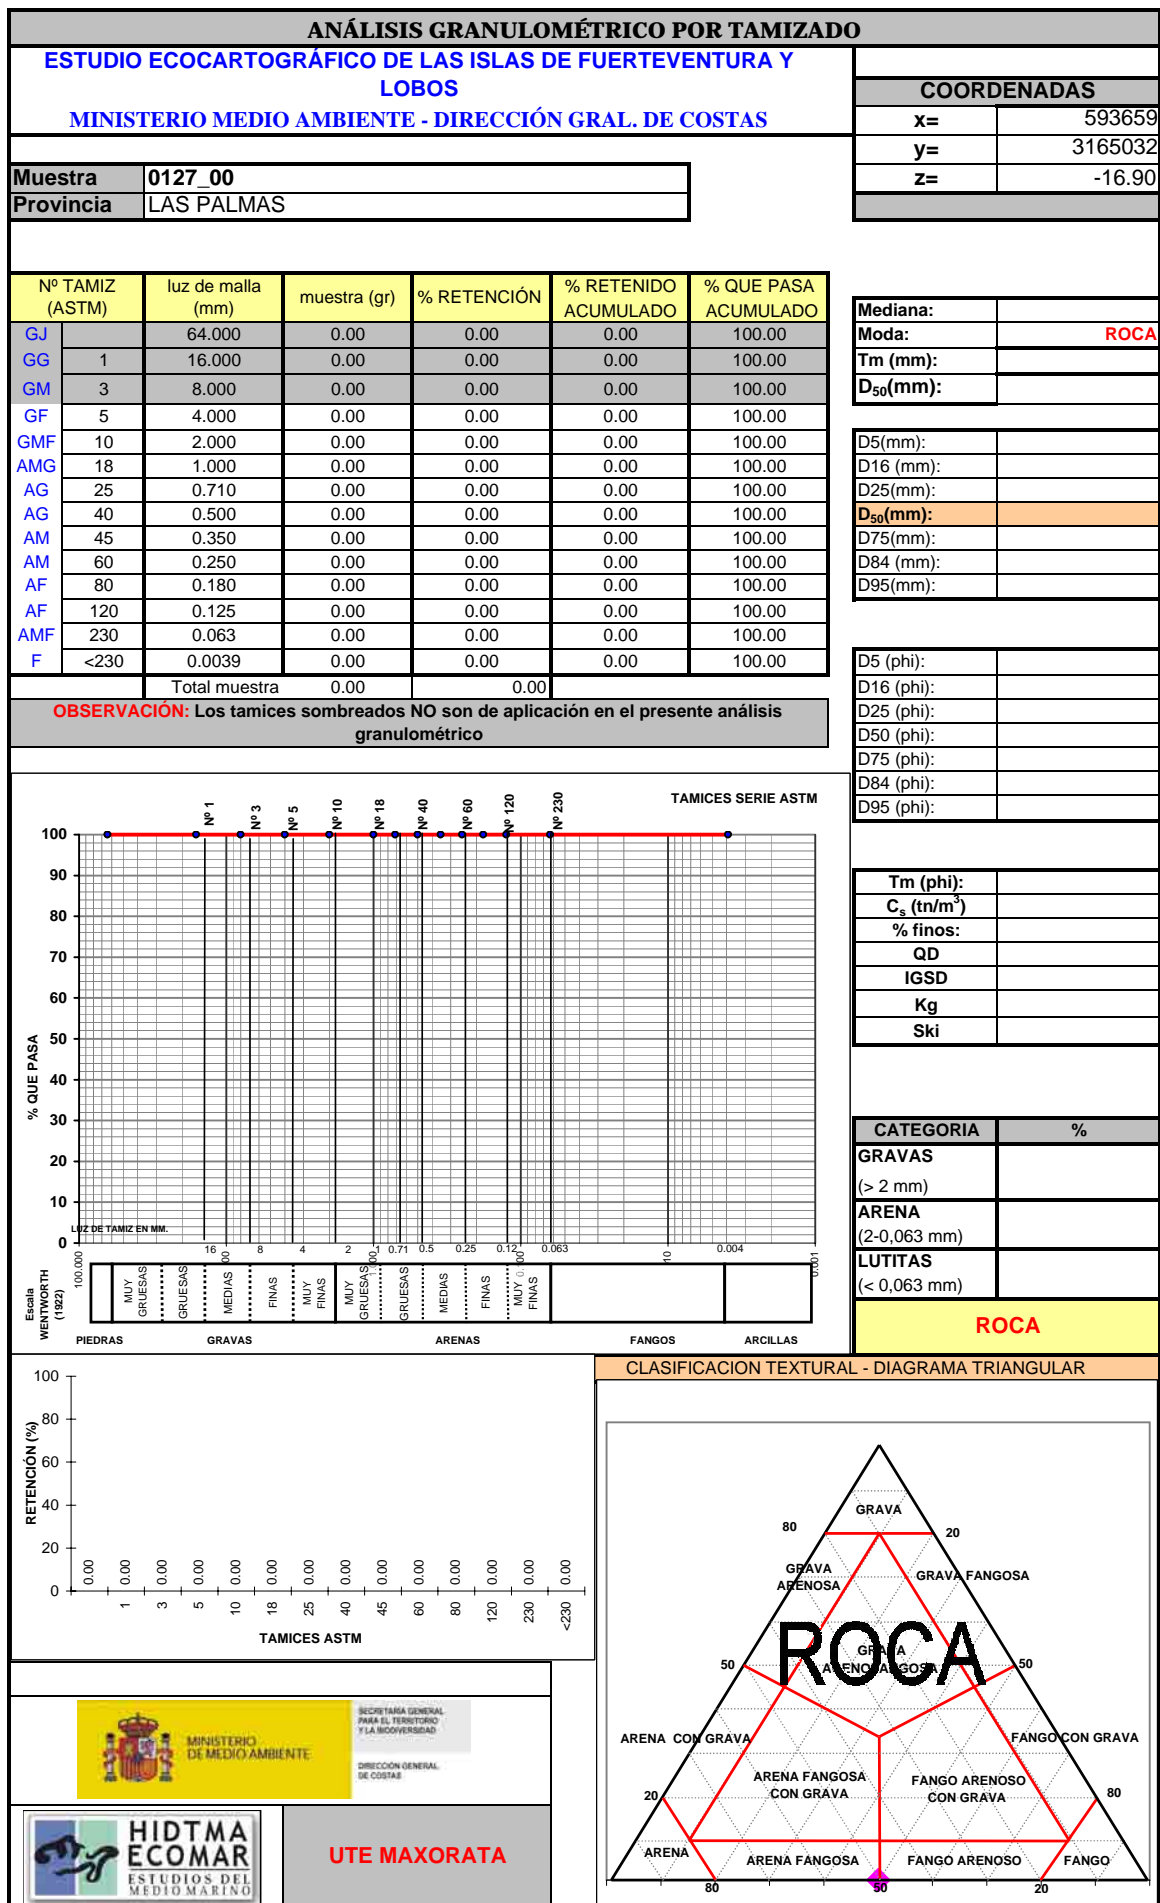 ANÁLISIS GRANULOMÉTRICO POR TAMIZADO
ESTUDIO ECOCARTOGRÁFICO DE LAS ISLAS DE FUERTEVENTURA Y
LOBOS
MINISTERIO MEDIO AMBIENTE - DIRECCIÓN GRAL. DE COSTAS
COORDENADAS
x= 593659
y= 3165032
z= -16.90
Muestra 0127_00
Provincia LAS PALMAS
Nº TAMIZ (ASTM) luz de malla (mm) muestra (gr) % RETENCIÓN % RETENIDO ACUMULADO % QUE PASA ACUMULADO
GJ 64.000 0.00 0.00 0.00 100.00
GG 1 16.000 0.00 0.00 0.00 100.00
GM 3 8.000 0.00 0.00 0.00 100.00
GF 5 4.000 0.00 0.00 0.00 100.00
GMF 10 2.000 0.00 0.00 0.00 100.00
AMG 18 1.000 0.00 0.00 0.00 100.00
AG 25 0.710 0.00 0.00 0.00 100.00
AG 40 0.500 0.00 0.00 0.00 100.00
AM 45 0.350 0.00 0.00 0.00 100.00
AM 60 0.250 0.00 0.00 0.00 100.00
AF 80 0.180 0.00 0.00 0.00 100.00
AF 120 0.125 0.00 0.00 0.00 100.00
AMF 230 0.063 0.00 0.00 0.00 100.00
F <230 0.0039 0.00 0.00 0.00 100.00
Total muestra 0.00 0.00
OBSERVACIÓN: Los tamices sombreados NO son de aplicación en el presente análisis
granulométrico
Mediana:
Moda: ROCA
Tm (mm):
D50(mm):
D5(mm):
D16 (mm):
D25(mm):
D50(mm):
D75(mm):
D84 (mm):
D95(mm):
D5 (phi):
D16 (phi):
D25 (phi):
D50 (phi):
D75 (phi):
D84 (phi):
D95 (phi):
Tm (phi):
Cs (tn/m3)
% finos:
QD
IGSD
Kg
Ski
CATEGORIA %
GRAVAS
(> 2 mm)
ARENA
(2-0,063 mm)
LUTITAS
(< 0,063 mm)
ROCA
TAMICES SERIE ASTM
Nº 1 Nº 3 Nº 5 Nº 10 Nº 18 Nº 40 Nº 60 Nº 120 Nº 230
% QUE PASA
100
90
80
70
60
50
40
30
20
10
0
LUZ DE TAMIZ EN MM.
16 8 4 2 1 0.71 0.5 0.25 0.12 0.063 0.004
100.000 0.001
Escala
WENTWORTH
(1922)
MUY GRUESAS GRUESAS MEDIAS FINAS MUY FINAS MUY GRUESAS GRUESAS MEDIAS FINAS MUY FINAS
PIEDRAS GRAVAS ARENAS FANGOS ARCILLAS
RETENCIÓN (%)
100
80
60
40
20
0
0.00 0.00 0.00 0.00 0.00 0.00 0.00 0.00 0.00 0.00 0.00 0.00 0.00 0.00
1 3 5 10 18 25 40 45 60 80 120 230 <230
TAMICES ASTM
CLASIFICACION TEXTURAL - DIAGRAMA TRIANGULAR
GRAVA
80 20
GRAVA
ARENOSA
GRAVA FANGOSA
ROCA
GRAVA
50 50
ARENA CON GRAVA
FANGO CON GRAVA
ARENA FANGOSA
CON GRAVA
FANGO ARENOSO
CON GRAVA
20 80
ARENA
ARENA FANGOSA
FANGO ARENOSO
FANGO
80 50 20
MINISTERIO
DE MEDIO AMBIENTE
SECRETARÍA GENERAL
PARA EL TERRITORIO
Y LA BIODIVERSIDAD
DIRECCIÓN GENERAL
DE COSTAS
HIDTMA
ECOMAR
ESTUDIOS DEL
MEDIO MARINO
UTE MAXORATA